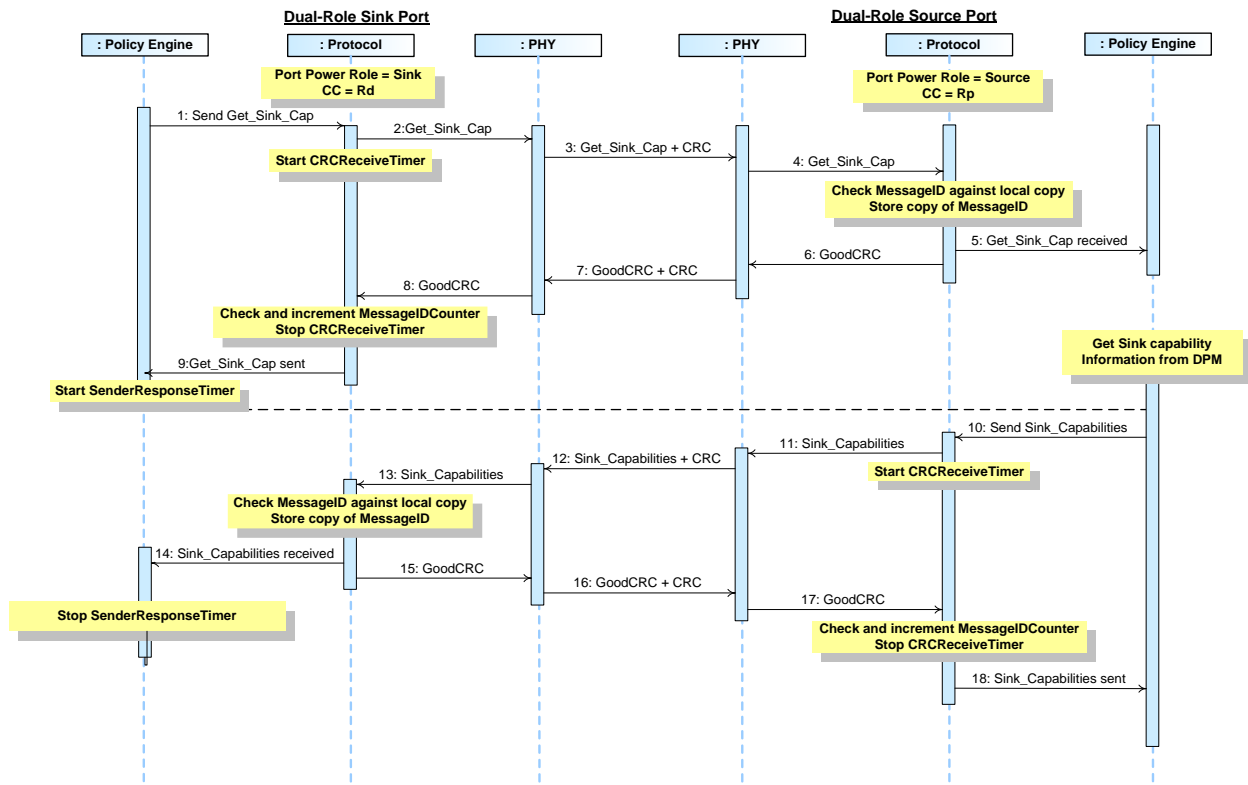 Dual-Role Sink Port
Dual-Role Source Port
: Policy Engine
: Protocol
: PHY
: PHY
: Protocol
: Policy Engine
Port Power Role = Sink
CC = Rd
Port Power Role = Source
CC = Rp
1: Send Get_Sink_Cap
2:Get_Sink_Cap
Start CRCReceiveTimer
3: Get_Sink_Cap + CRC
4: Get_Sink_Cap
Check MessageID against local copy
Store copy of MessageID
5: Get_Sink_Cap received
6: GoodCRC
7: GoodCRC + CRC
8: GoodCRC
Check and increment MessageIDCounter
Stop CRCReceiveTimer
Get Sink capability
Information from DPM
9:Get_Sink_Cap sent
Start SenderResponseTimer
10: Send Sink_Capabilities
11: Sink_Capabilities
Start CRCReceiveTimer
12: Sink_Capabilities + CRC
13: Sink_Capabilities
Check MessageID against local copy
Store copy of MessageID
14: Sink_Capabilities received
15: GoodCRC
16: GoodCRC + CRC
17: GoodCRC
Stop SenderResponseTimer
Check and increment MessageIDCounter
Stop CRCReceiveTimer
18: Sink_Capabilities sent